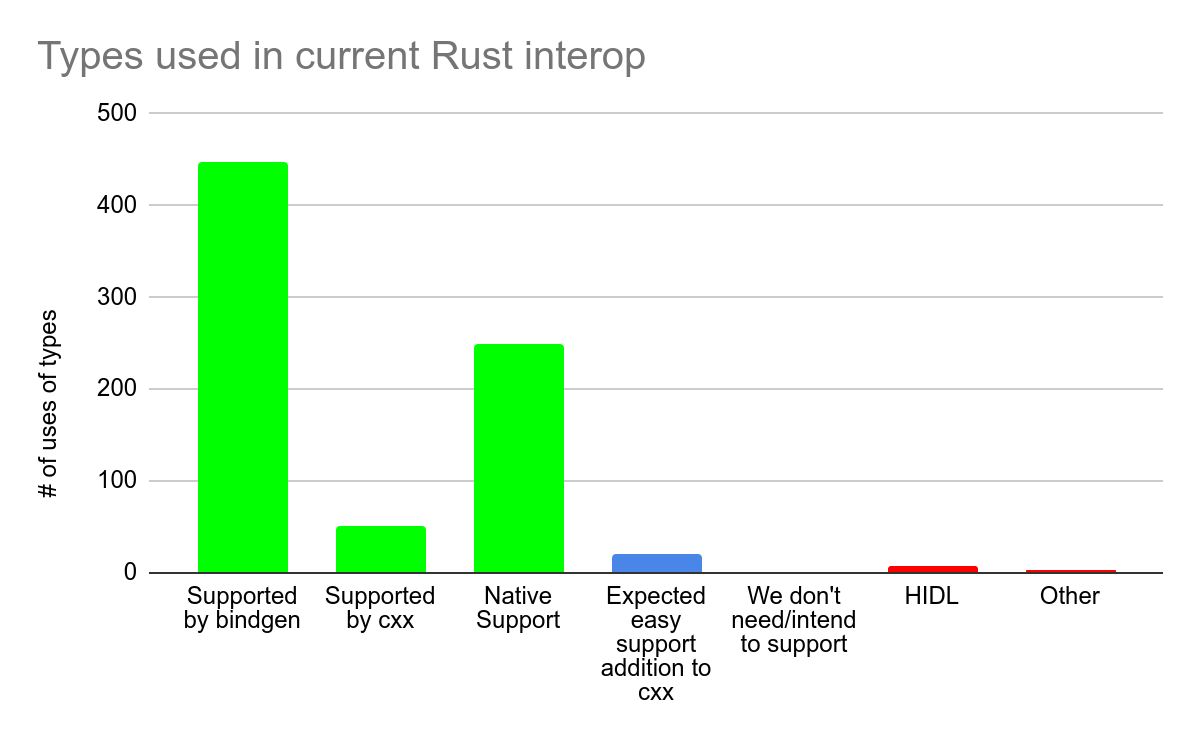 Types used in current Rust interop
# of uses of types
500
400
300
200
100
0
Supported
by bindgen
Supported
by cxx
Native
Support
Expected
easy
support
addition to
cxx
We don't
need/intend
to support
HIDL
Other